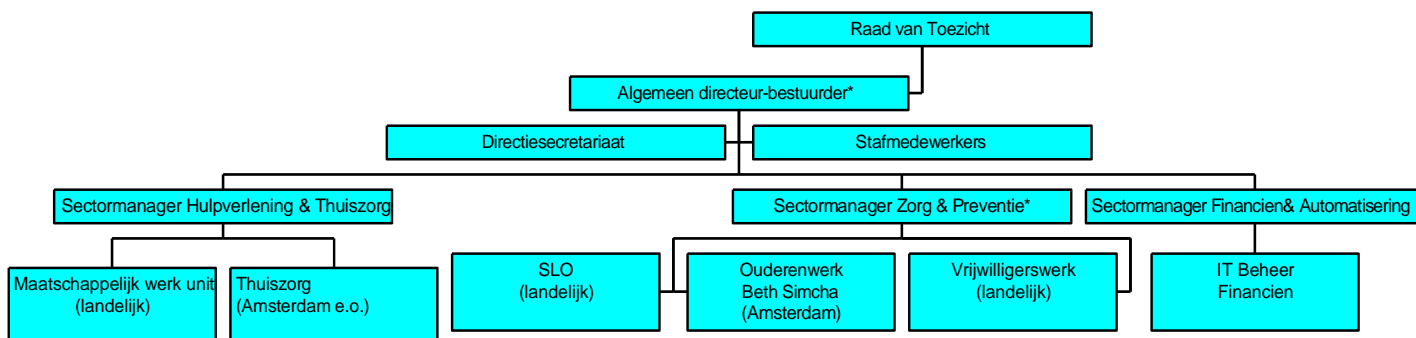 Raad van Toezicht
Algemeen directeur-bestuurder*
Directiesecretariaat
Stafmedewerkers
Sectormanager Hulpverlening & Thuiszorg
Sectormanager Zorg & Preventie*
Sectormanager Financien& Automatisering
Maatschappelijk werk unit
(landelijk)
Thuiszorg
(Amsterdam e.o.)
SLO
(landelijk)
Ouderenwerk
Beth Simcha
(Amsterdam)
Vrijwilligerswerk
(landelijk)
IT Beheer
Financien